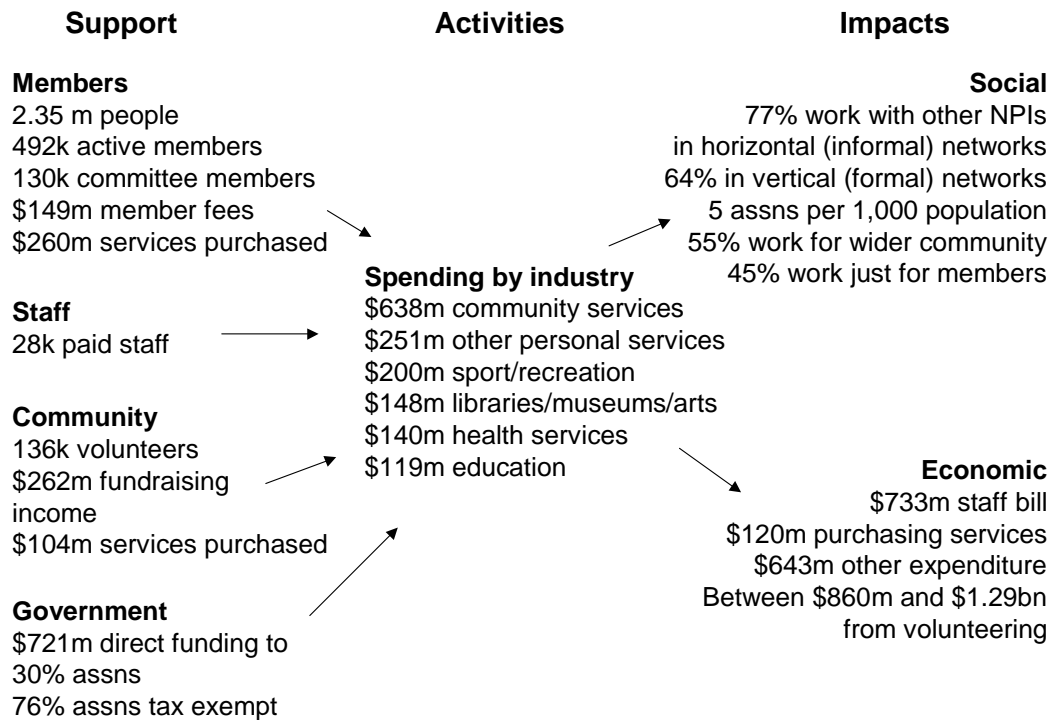 Support
Activities
Impacts
Members
2.35 m people
492k active members
130k committee members
$149m member fees
$260m services purchased
Staff
28k paid staff
Community
136k volunteers
$262m fundraising
income
$104m services purchased
Government
$721m direct funding to
30% assns
76% assns tax exempt
Spending by industry
$638m community services
$251m other personal services
$200m sport/recreation
$148m libraries/museums/arts
$140m health services
$119m education
Social
77% work with other NPIs
in horizontal (informal) networks
64% in vertical (formal) networks
5 assns per 1,000 population
55% work for wider community
45% work just for members
Economic
$733m staff bill
$120m purchasing services
$643m other expenditure
Between $860m and $1.29bn
from volunteering